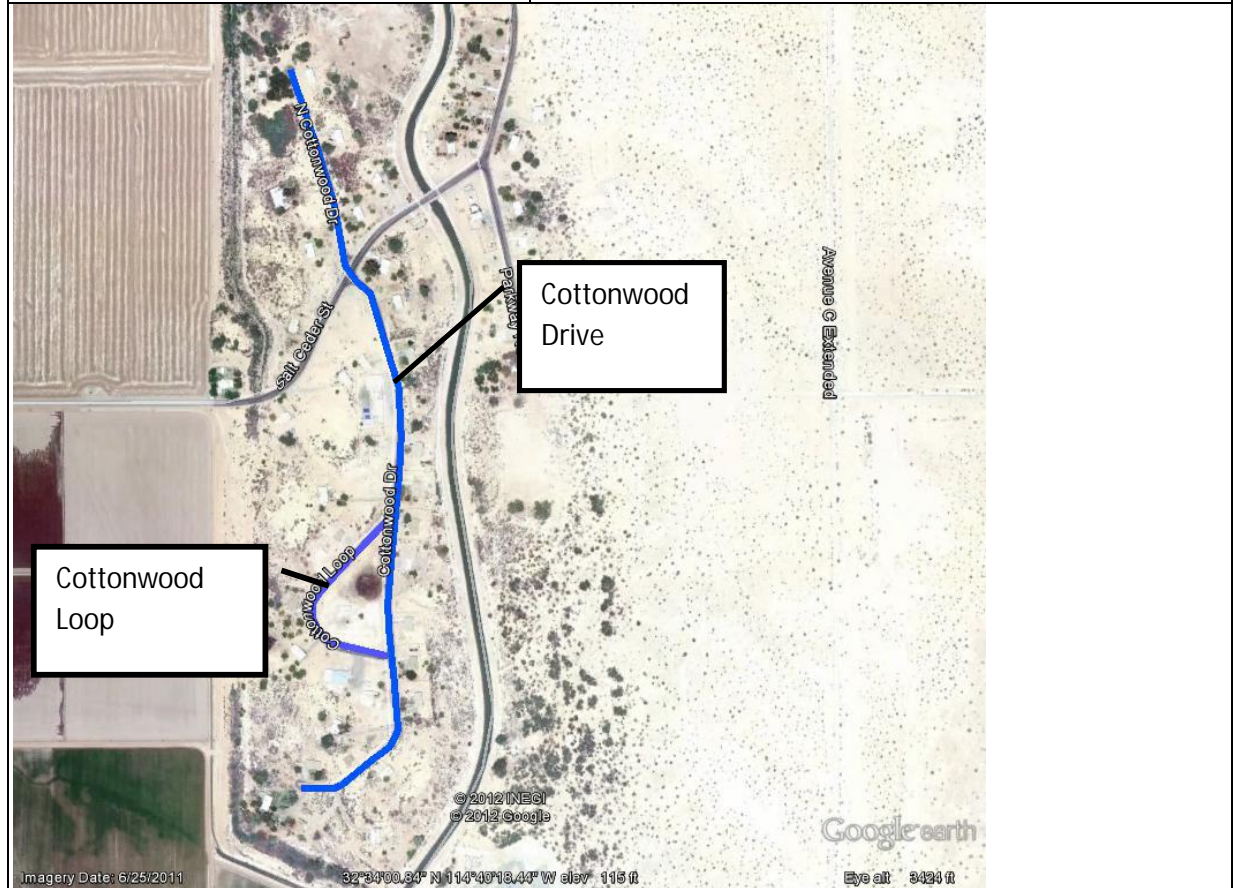 N Cottonwood Dr
Salt Ceder St
Parkway
Cottonwood
Drive
Avenue C Extended
Cottonwood Dr
Cottonwood Loop
Cottonwood
Loop
© 2012 INEGI
© 2012 Google
Google earth
Imagery Date: 6/25/2011
32°34'00.84" N 114°40'18.44" W elev 115 ft
Eye alt 3424 ft